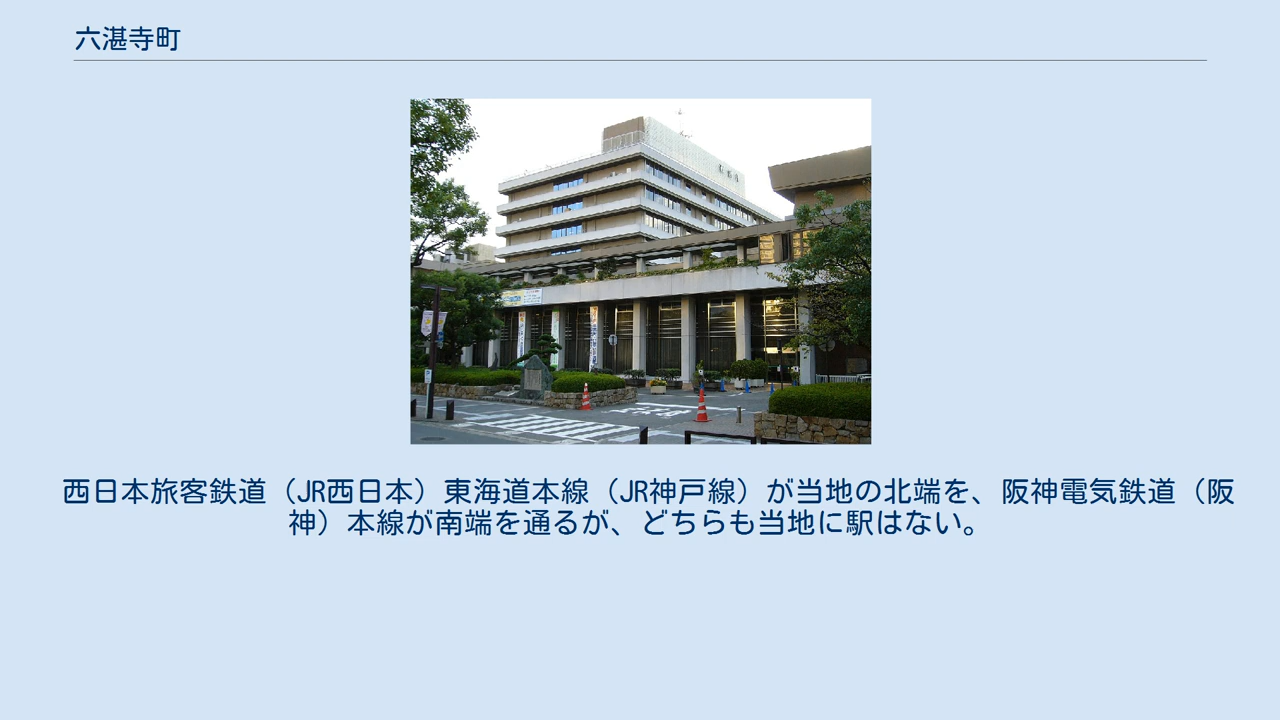 六湛寺町
西日本旅客鉄道（JR西日本）東海道本線（JR神戸線）が当地の北端を、阪神電気鉄道（阪
神）本線が南端を通るが、どちらも当地に駅はない。